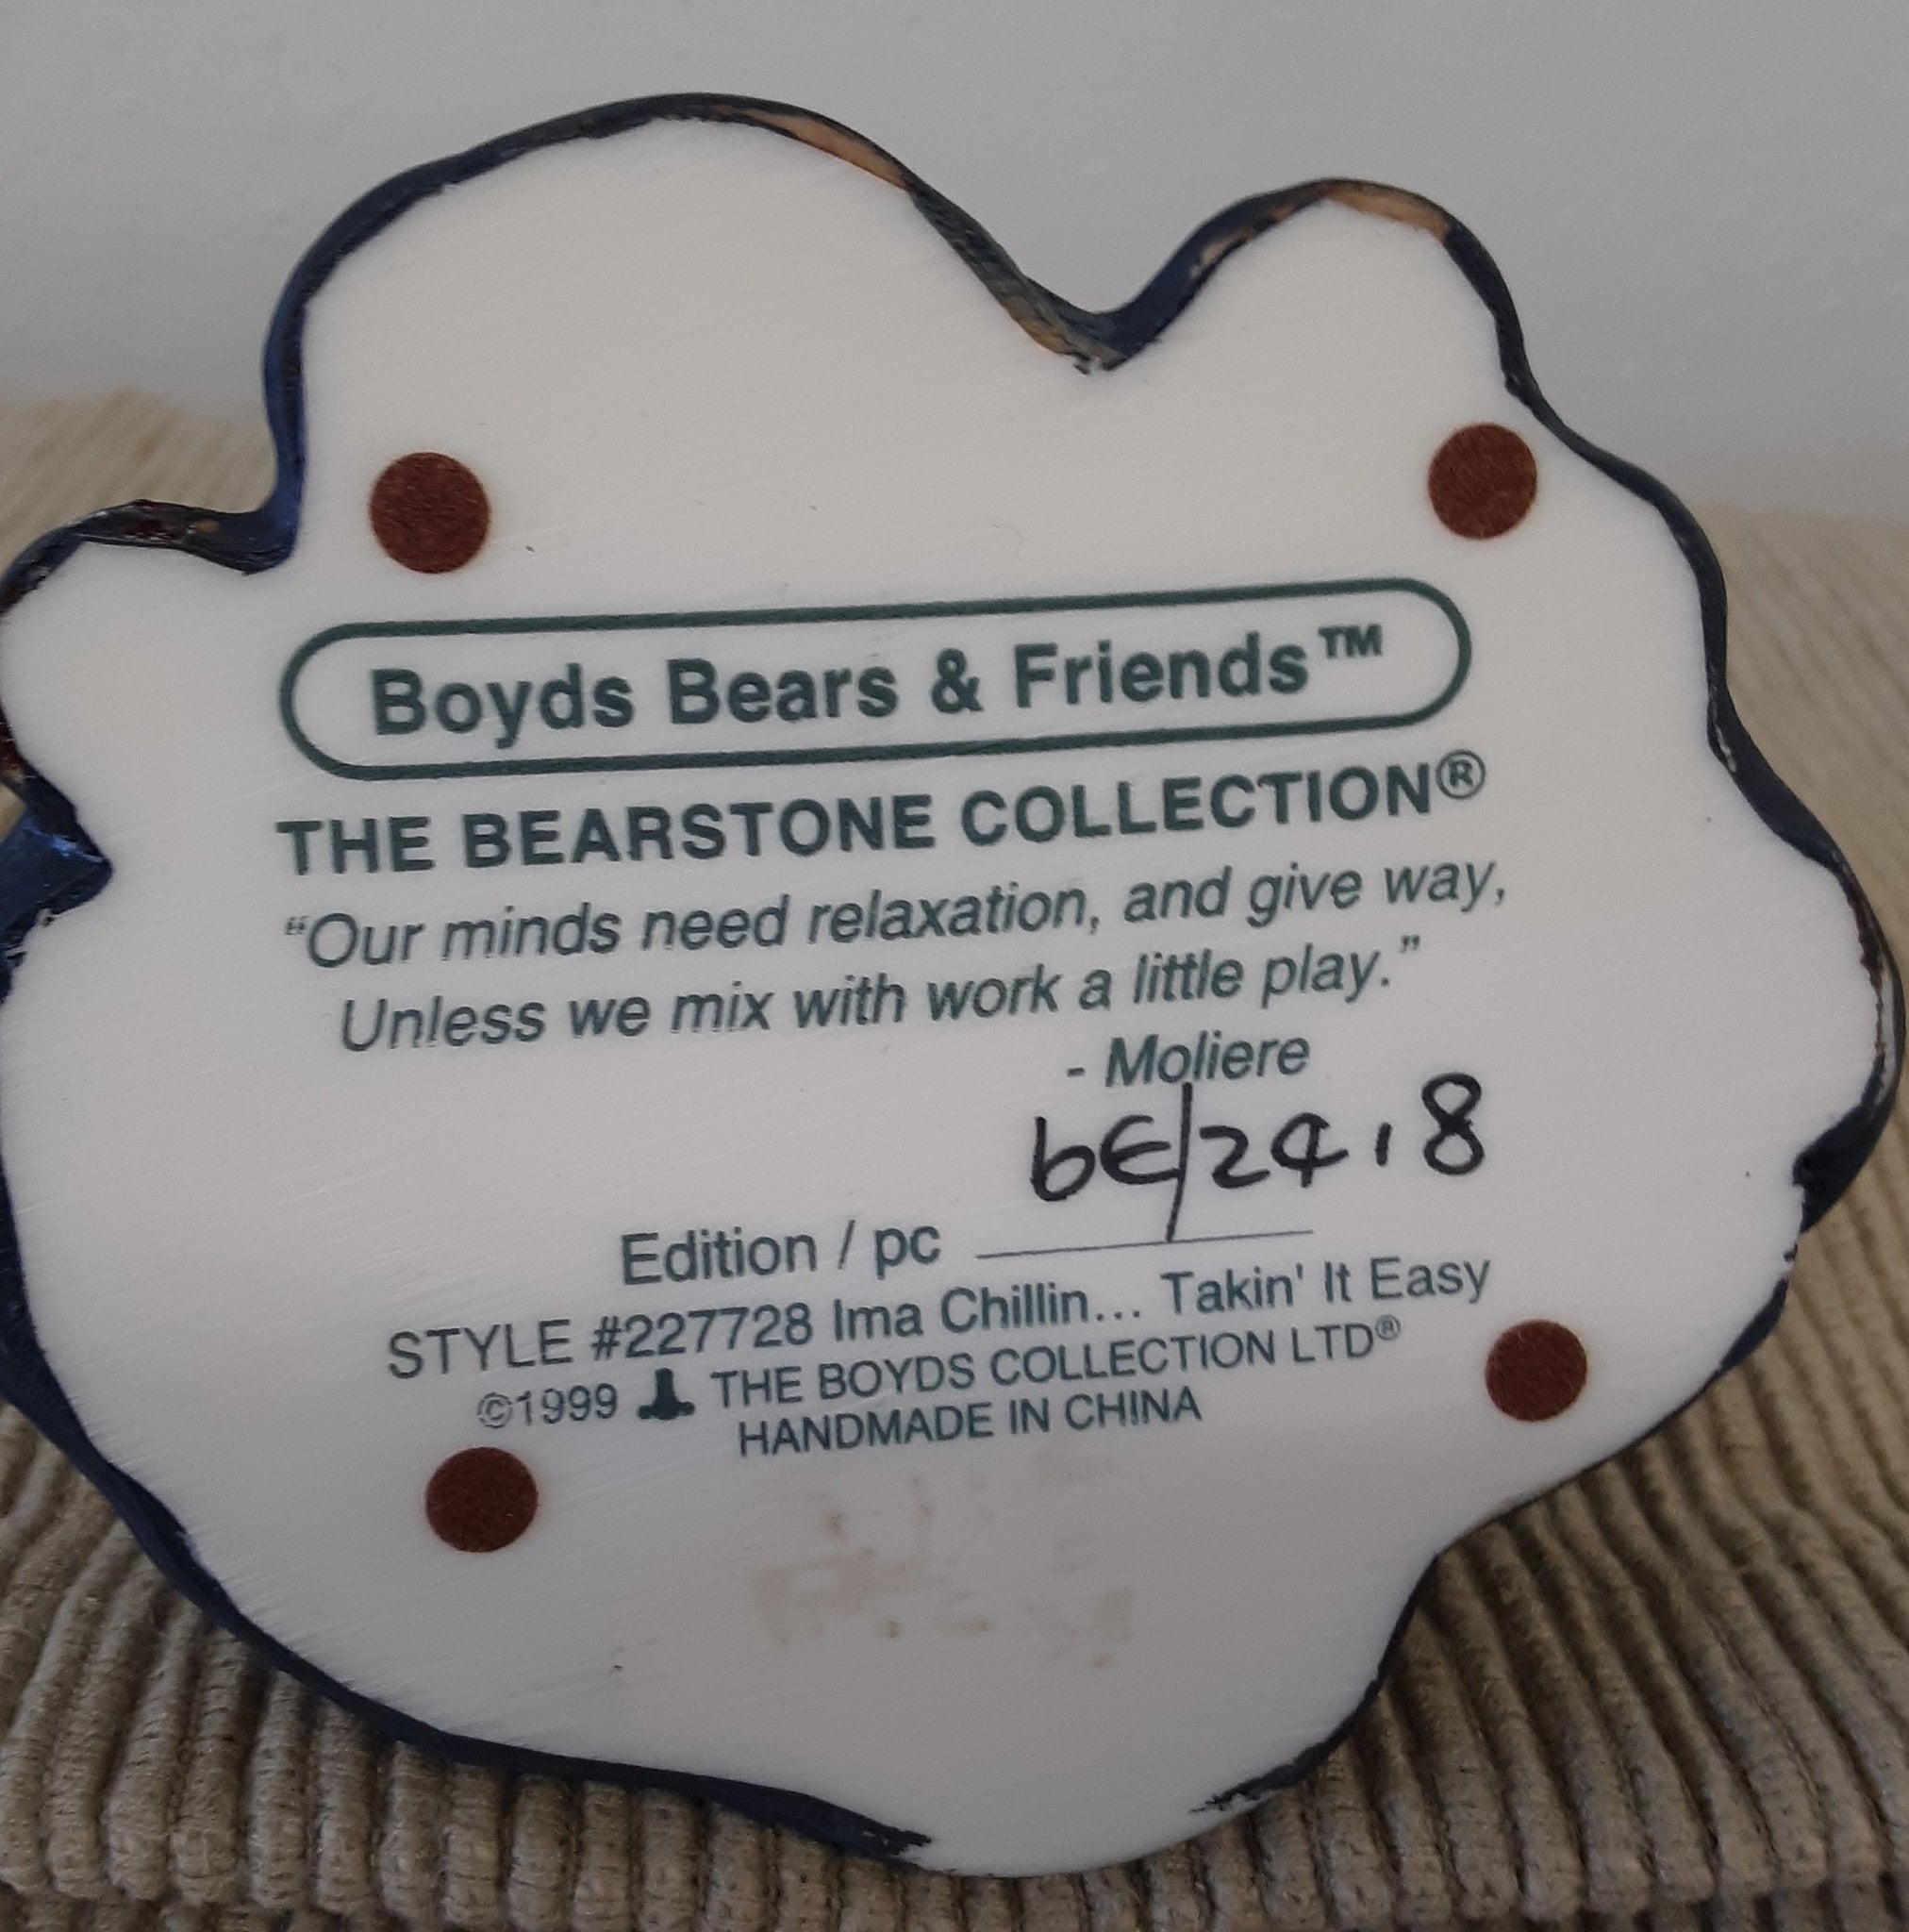 Boyds Bears & Friends™
THE BEARSTONE COLLECTION®
“Our minds need relaxation, and give way,
Unless we mix with work a little play.”
- Moliere
6E/2418
Edition / pc
STYLE #227728 Ima Chillin... Takin' It Easy
©1999 THE BOYDS COLLECTION LTD®
HANDMADE IN CHINA